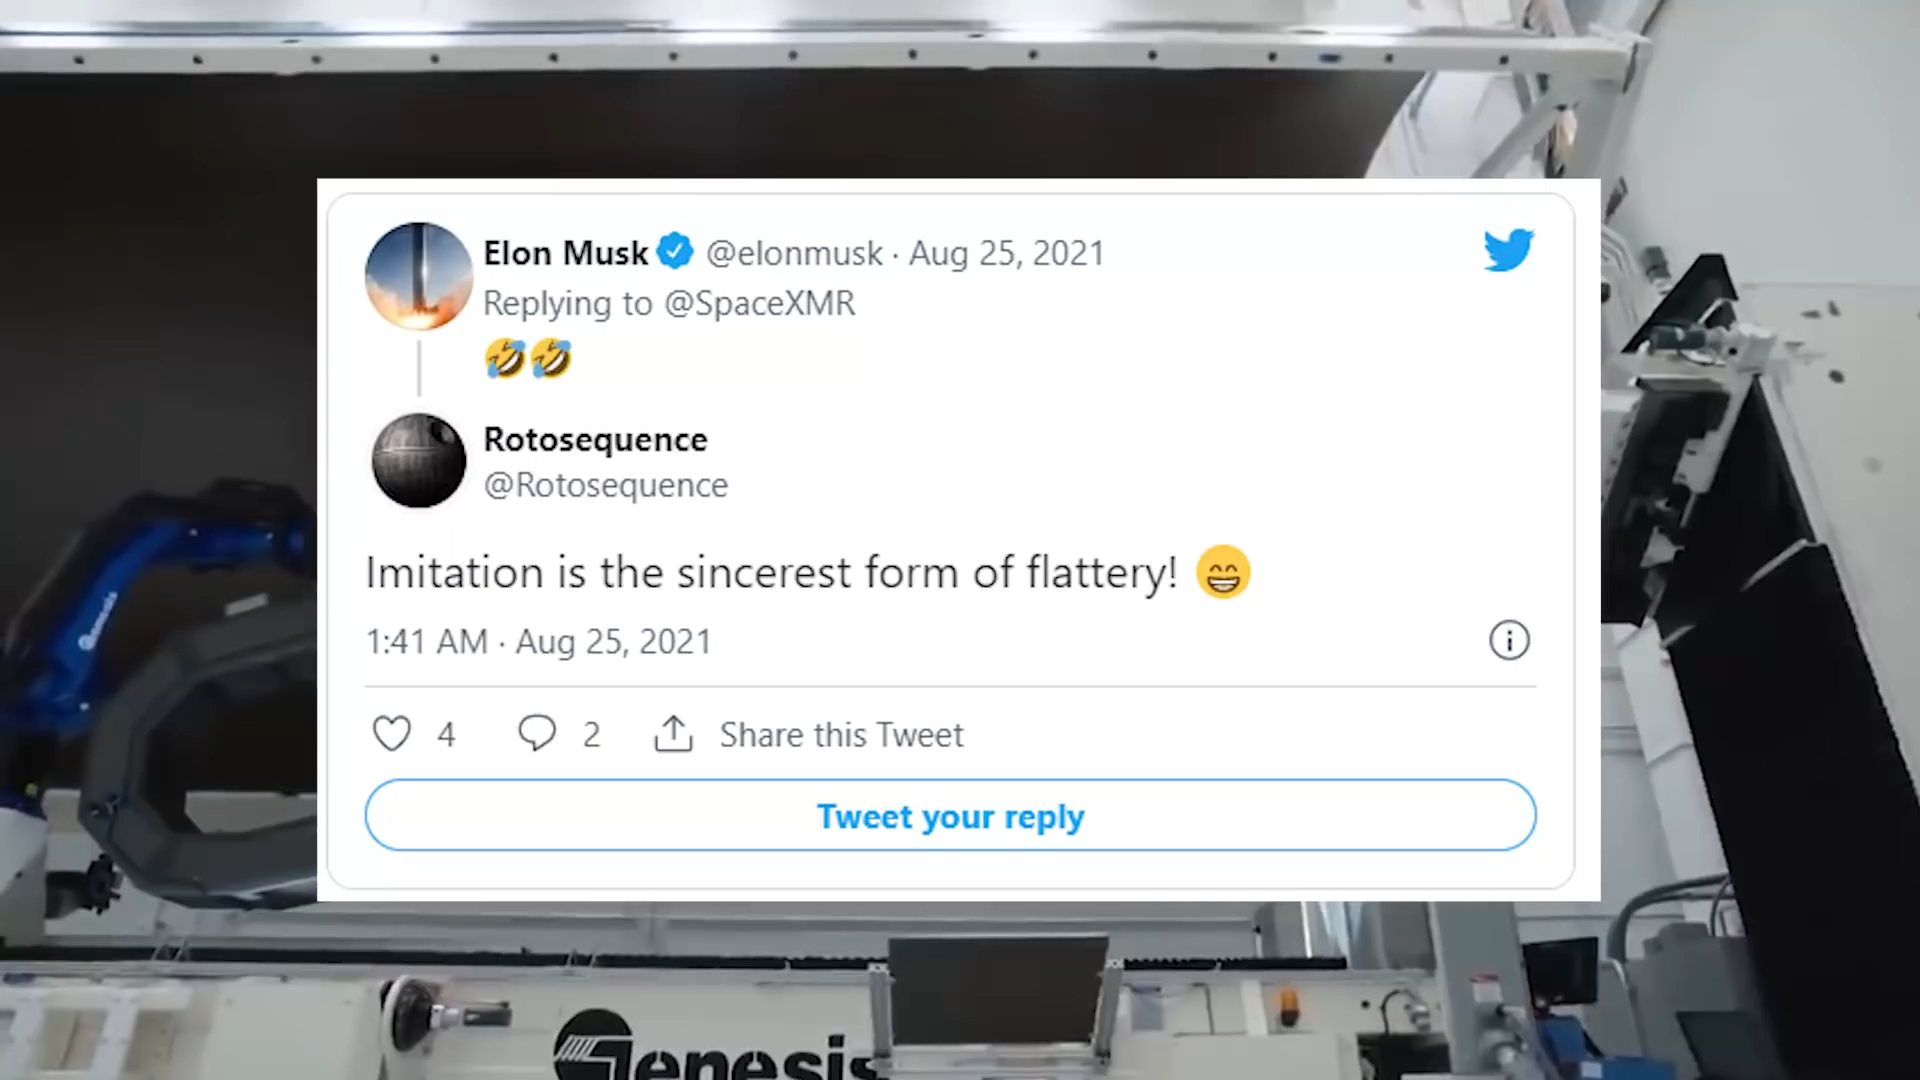 Elon Musk @elonmusk · Aug 25, 2021
Replying to @SpaceXMR
🤣🤣
Rotosequence
@Rotosequence
Imitation is the sincerest form of flattery! 😁
1:41 AM · Aug 25, 2021
4 2 Share this Tweet
Tweet your reply
Genesis
Genesis